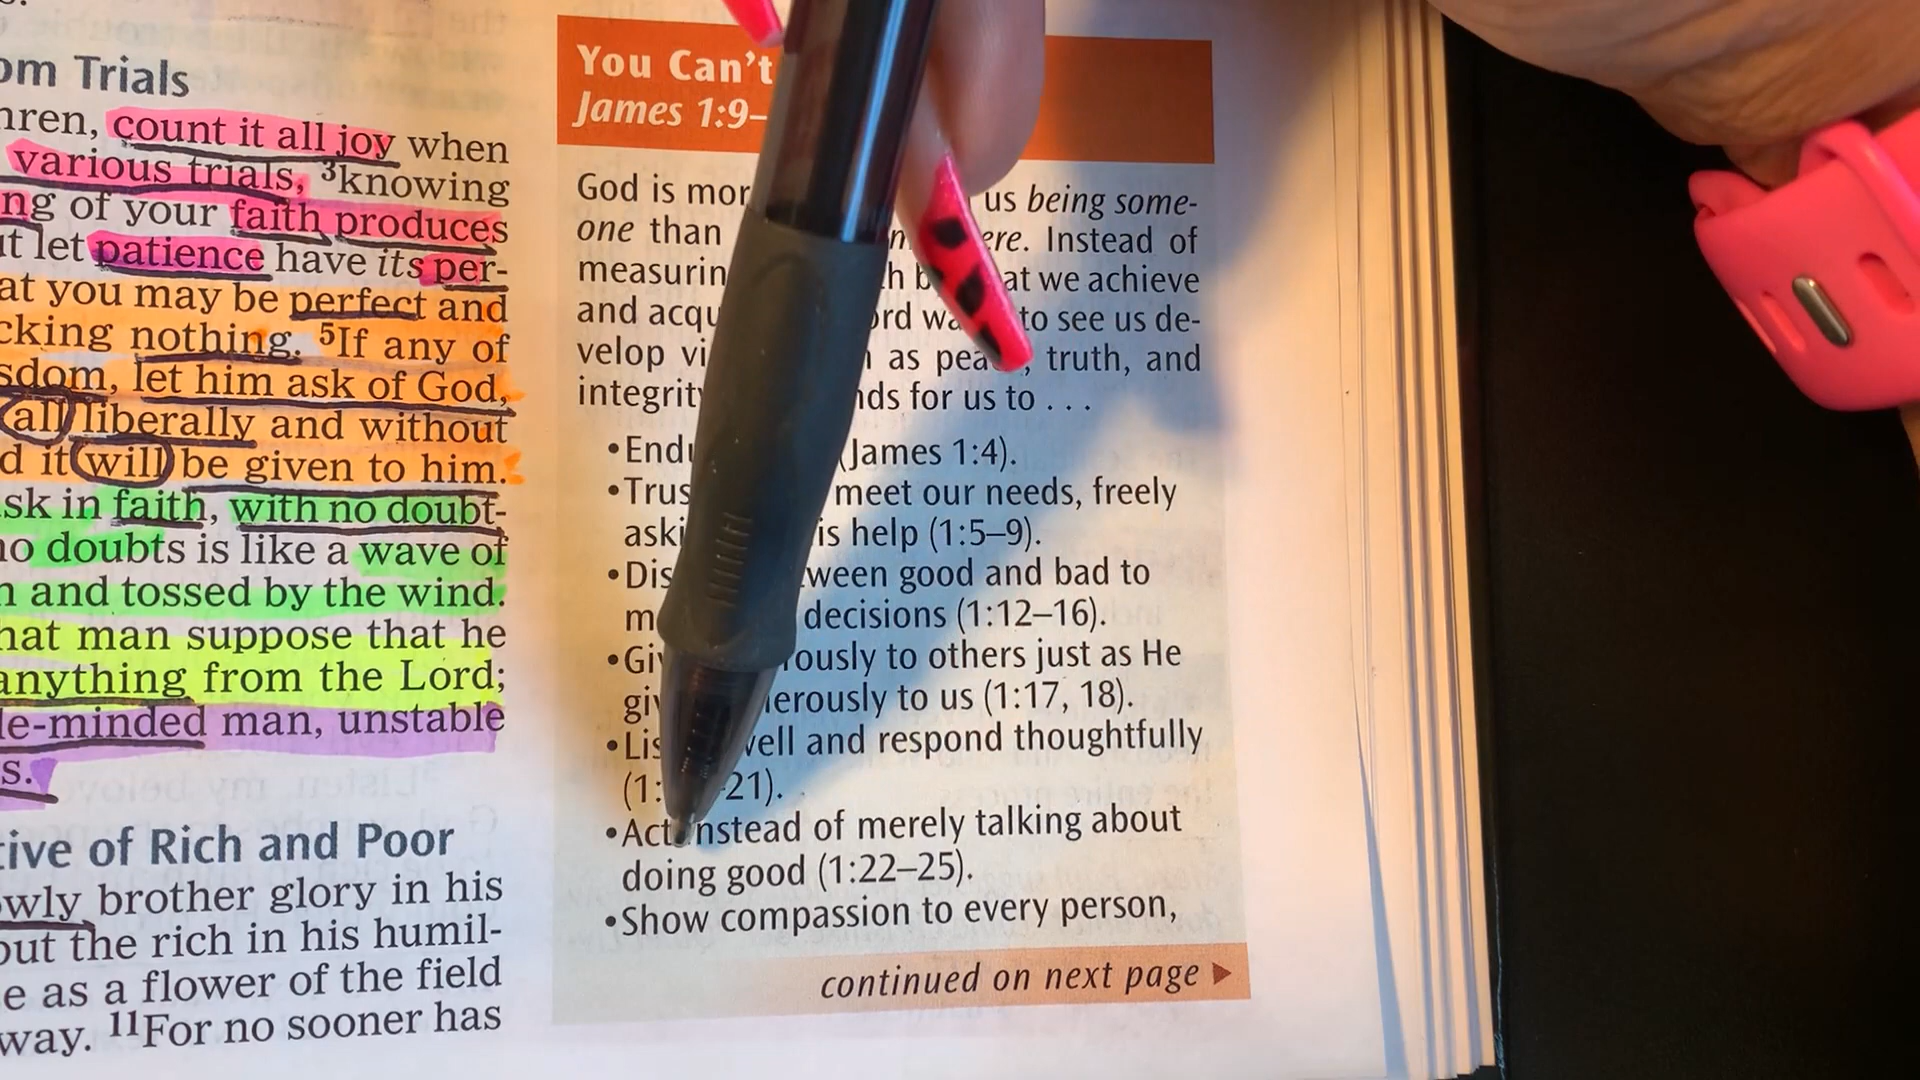 om Trials
hren, count it all joy when
various trials, ³knowing
ng of your faith produces
ut let patience have its per-
at you may be perfect and
cking nothing. ⁵If any of
sdom, let him ask of God,
all liberally and without
d it will be given to him.
sk in faith, with no doubt-
no doubts is like a wave of
n and tossed by the wind.
hat man suppose that he
anything from the Lord;
le-minded man, unstable
s.
tive of Rich and Poor
owly brother glory in his
out the rich in his humil-
e as a flower of the field
way. ¹¹For no sooner has
You Can't
James 1:9–
God is mor us being some-
one than ere. Instead of
measurin at we achieve
and acqu to see us de-
velop vi as truth, and
integrity nds for us to . . .
•Endu (James 1:4).
•Trus meet our needs, freely
aski is help (1:5–9).
•Dis ween good and bad to
m decisions (1:12–16).
•Giv rously to others just as He
giv nerously to us (1:17, 18).
•Lis well and respond thoughtfully
(1: 21).
•Act nstead of merely talking about
doing good (1:22–25).
•Show compassion to every person,
continued on next page ▶